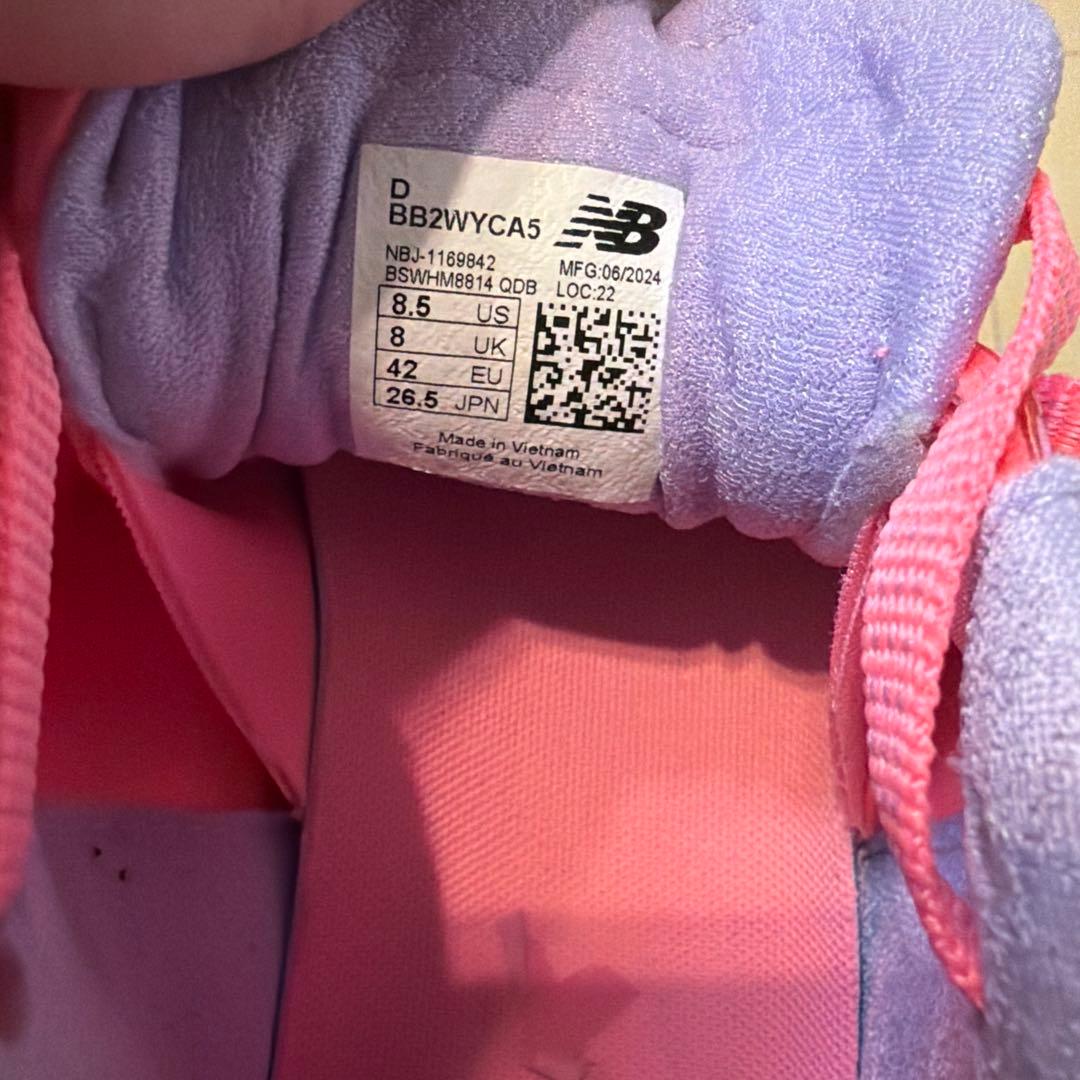 D
BB2WYCA5 NB
NBJ-1169842 MFG:06/2024
BSWHM8814 QDB LOC:22
8.5 US
8 UK
42 EU
26.5 JPN
Made in Vietnam
Fabriqué au Vietnam